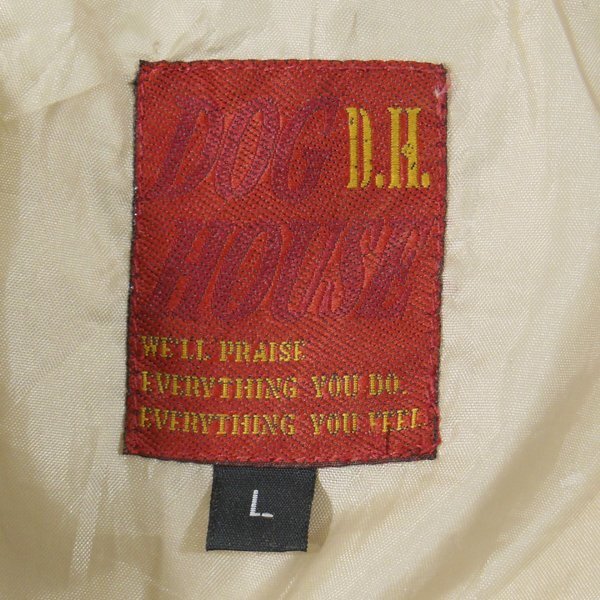 DOG D.H.
HOUSE
WE'LL PRAISE
EVERYTHING YOU DO.
EVERYTHING YOU FEEL
L